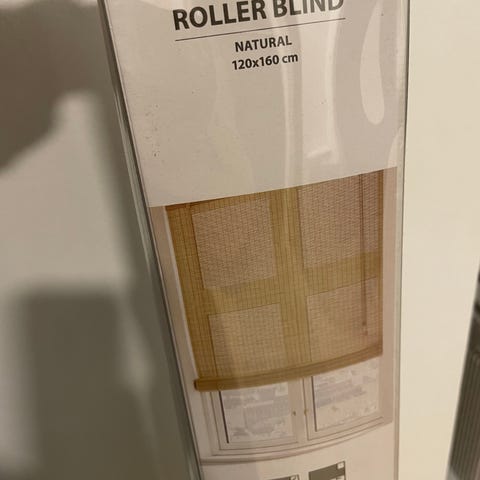 ROLLER BLIND
NATURAL
120x160 cm